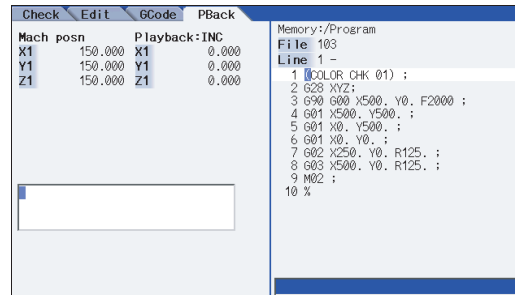 Check Edit GCode PBack
Mach posn Playback:INC
X1 150.000 X1 0.000
Y1 150.000 Y1 0.000
Z1 150.000 Z1 0.000
Memory:/Program
File 103
Line 1 -
1 (COLOR CHK 01) ;
2 G28 XYZ;
3 G90 G00 X500. Y0. F2000 ;
4 G01 X500. Y500. ;
5 G01 X0. Y500. ;
6 G01 X0. Y0. ;
7 G02 X250. Y0. R125. ;
8 G03 X500. Y0. R125. ;
9 M02 ;
10 %